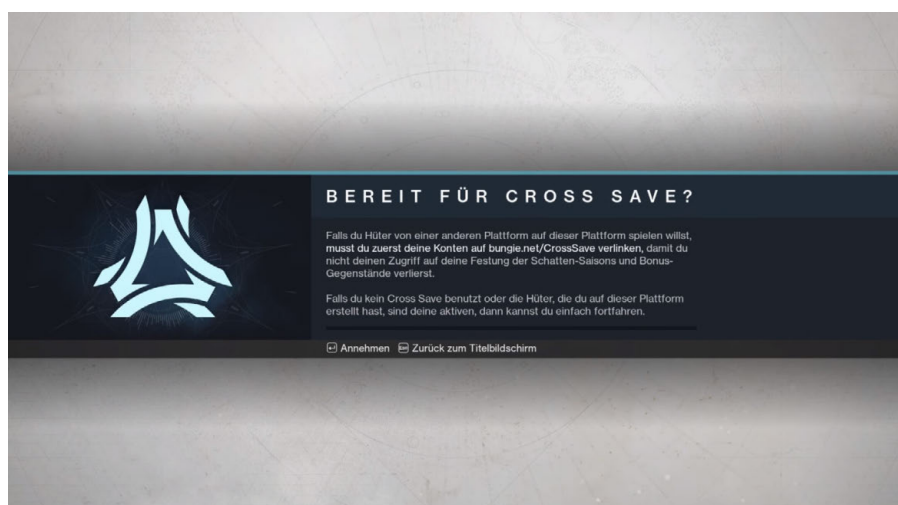 BEREIT FÜR CROSS SAVE?
Falls du Hüter von einer anderen Plattform auf dieser Plattform spielen willst,
musst du zuerst deine Konten auf bungie.net/CrossSave verlinken, damit du
nicht deinen Zugriff auf deine Festung der Schatten-Saisons und Bonus-
Gegenstände verlierst.
Falls du kein Cross Save benutzt oder die Hüter, die du auf dieser Plattform
erstellt hast, sind deine aktiven, dann kannst du einfach fortfahren.
Annehmen Zurück zum Titelbildschirm